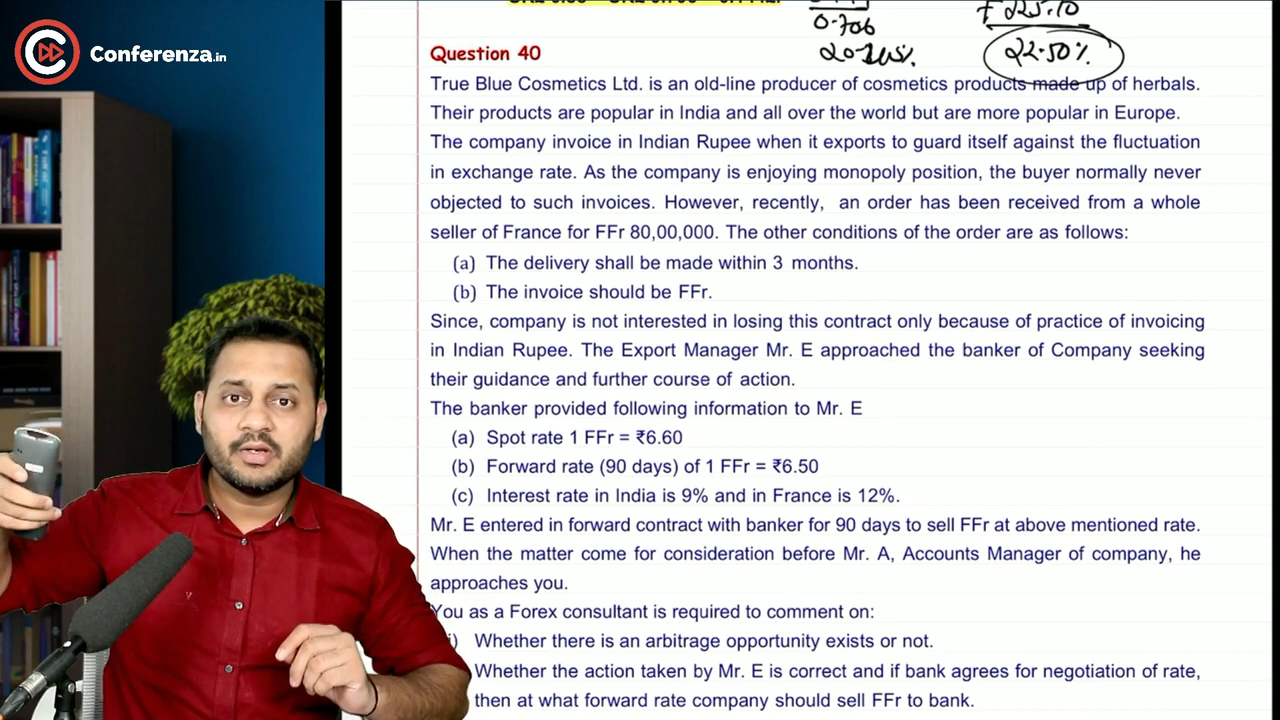 Conferenza.in
0.706
22.50%
Question 40
True Blue Cosmetics Ltd. is an old-line producer of cosmetics products made up of herbals.
Their products are popular in India and all over the world but are more popular in Europe.
The company invoice in Indian Rupee when it exports to guard itself against the fluctuation
in exchange rate. As the company is enjoying monopoly position, the buyer normally never
objected to such invoices. However, recently, an order has been received from a whole
seller of France for FFr 80,00,000. The other conditions of the order are as follows:
(a) The delivery shall be made within 3 months.
(b) The invoice should be FFr.
Since, company is not interested in losing this contract only because of practice of invoicing
in Indian Rupee. The Export Manager Mr. E approached the banker of Company seeking
their guidance and further course of action.
The banker provided following information to Mr. E
(a) Spot rate 1 FFr = ₹6.60
(b) Forward rate (90 days) of 1 FFr = ₹6.50
(c) Interest rate in India is 9% and in France is 12%.
Mr. E entered in forward contract with banker for 90 days to sell FFr at above mentioned rate.
When the matter come for consideration before Mr. A, Accounts Manager of company, he
approaches you.
You as a Forex consultant is required to comment on:
i) Whether there is an arbitrage opportunity exists or not.
Whether the action taken by Mr. E is correct and if bank agrees for negotiation of rate,
then at what forward rate company should sell FFr to bank.